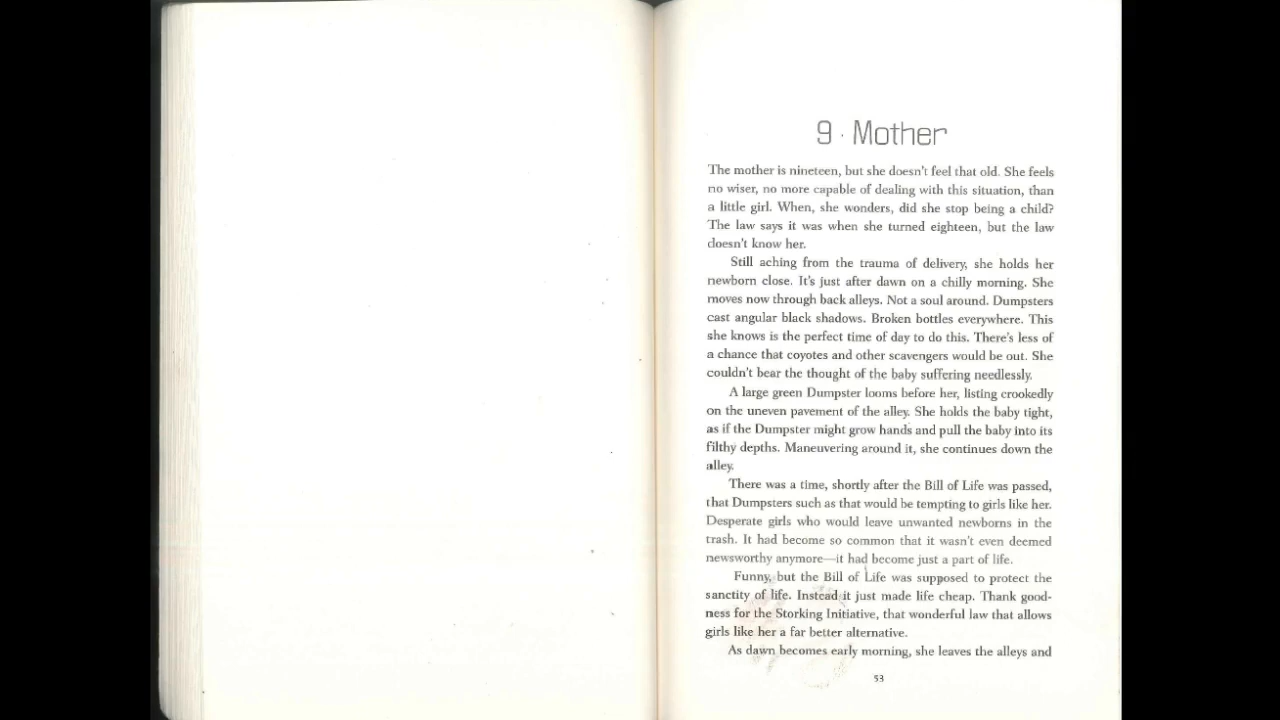 9 · Mother
The mother is nineteen, but she doesn't feel that old. She feels
no wiser, no more capable of dealing with this situation, than
a little girl. When, she wonders, did she stop being a child?
The law says it was when she turned eighteen, but the law
doesn't know her.
Still aching from the trauma of delivery, she holds her
newborn close. It's just after dawn on a chilly morning. She
moves now through back alleys. Not a soul around. Dumpsters
cast angular black shadows. Broken bottles everywhere. This
she knows is the perfect time of day to do this. There's less of
a chance that coyotes and other scavengers would be out. She
couldn't bear the thought of the baby suffering needlessly.
A large green Dumpster looms before her, listing crookedly
on the uneven pavement of the alley. She holds the baby tight,
as if the Dumpster might grow hands and pull the baby into its
filthy depths. Maneuvering around it, she continues down the
alley.
There was a time, shortly after the Bill of Life was passed,
that Dumpsters such as that would be tempting to girls like her.
Desperate girls who would leave unwanted newborns in the
trash. It had become so common that it wasn't even deemed
newsworthy anymore—it had become just a part of life.
Funny, but the Bill of Life was supposed to protect the
sanctity of life. Instead it just made life cheap. Thank good-
ness for the Storking Initiative, that wonderful law that allows
girls like her a far better alternative.
As dawn becomes early morning, she leaves the alleys and
53